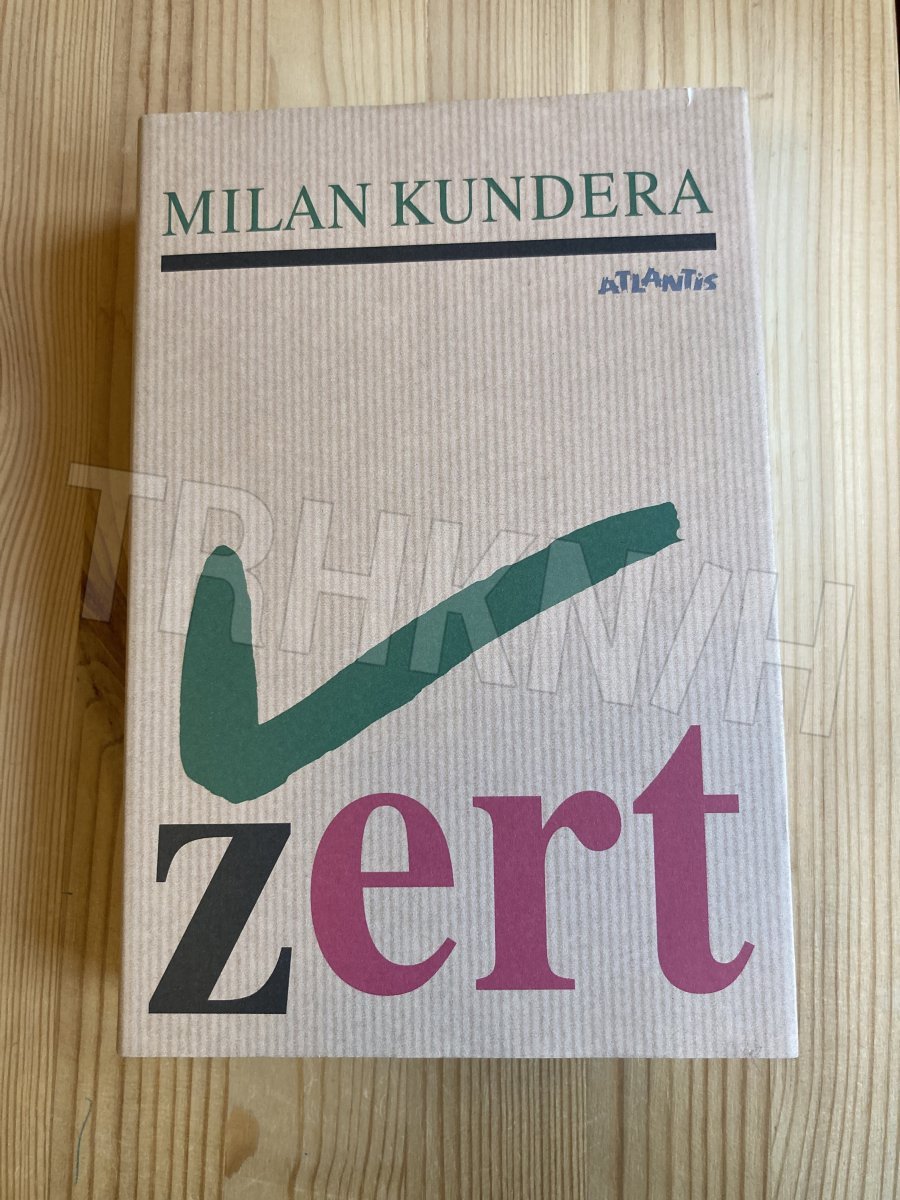 MILAN KUNDERA
ATLANTIS
TRHKNIH
žert